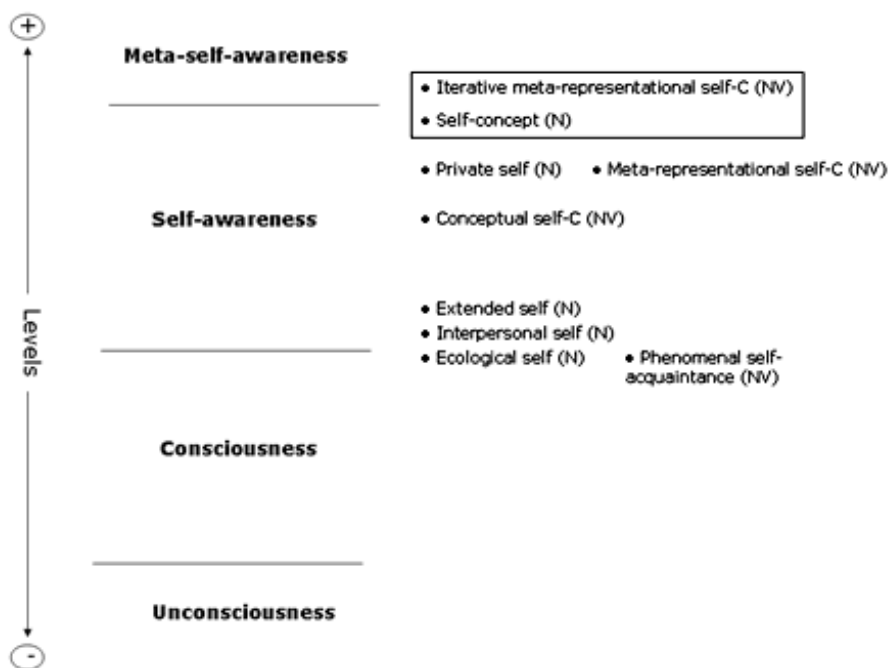 +
Meta-self-awareness
• Iterative meta-representational self-C (NV)
• Self-concept (N)
• Private self (N) • Meta-representational self-C (NV)
Self-awareness
• Conceptual self-C (NV)
Levels
• Extended self (N)
• Interpersonal self (N)
• Ecological self (N) • Phenomenal self-
acquaintance (NV)
Consciousness
Unconsciousness
-